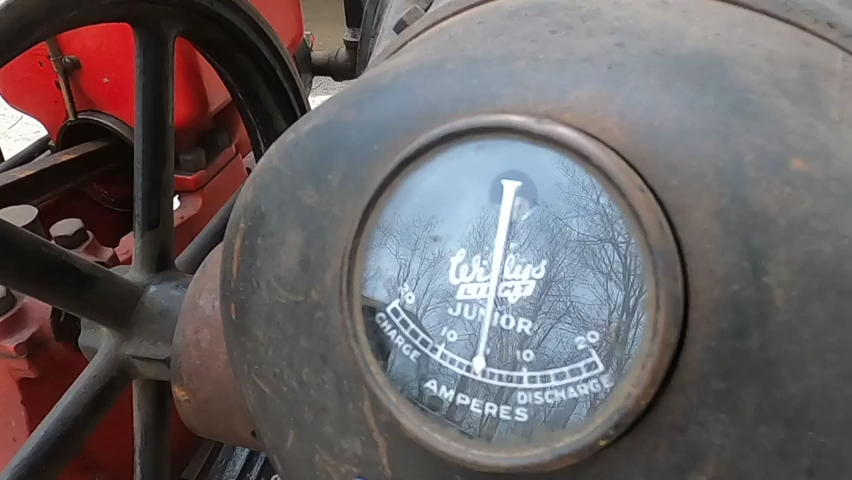 Willys
LIGHT
JUNIOR
20 10 10 20
CHARGE DISCHARGE
AMPERES